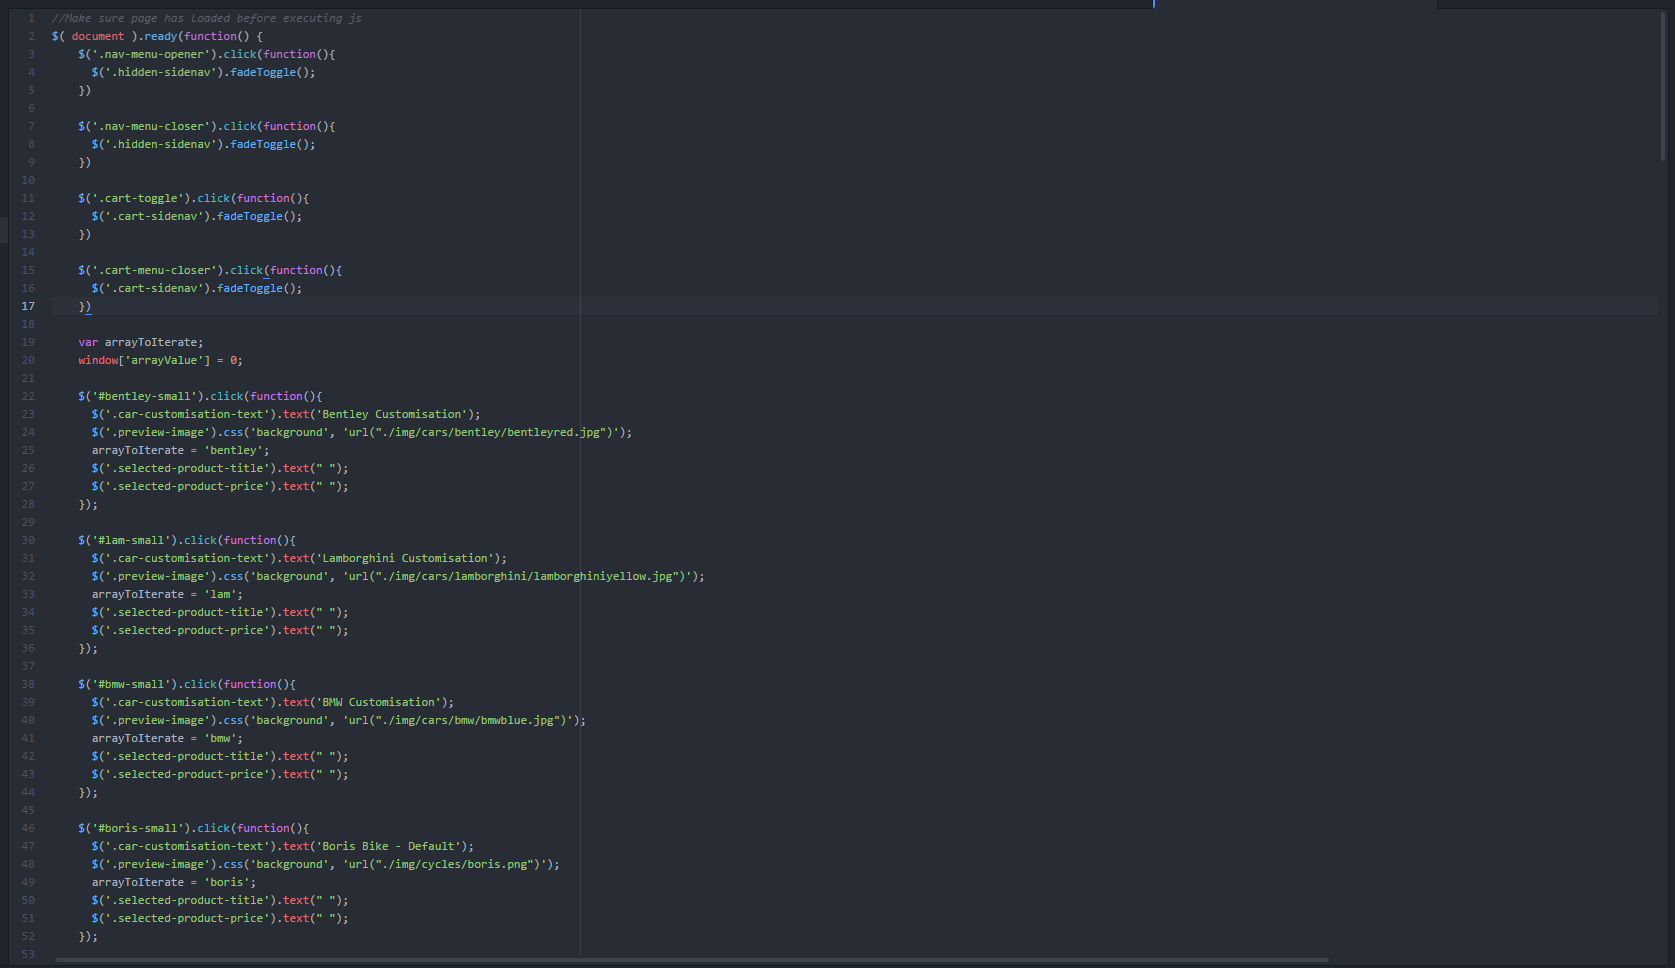 1 //Make sure page has loaded before executing js
2 $( document ).ready(function() {
3 $('.nav-menu-opener').click(function(){
4 $('.hidden-sidenav').fadeToggle();
5 })
6
7 $('.nav-menu-closer').click(function(){
8 $('.hidden-sidenav').fadeToggle();
9 })
10
11 $('.cart-toggle').click(function(){
12 $('.cart-sidenav').fadeToggle();
13 })
14
15 $('.cart-menu-closer').click(function(){
16 $('.cart-sidenav').fadeToggle();
17 })
18
19 var arrayToIterate;
20 window['arrayValue'] = 0;
21
22 $('#bentley-small').click(function(){
23 $('.car-customisation-text').text('Bentley Customisation');
24 $('.preview-image').css('background', 'url("./img/cars/bentley/bentleyred.jpg")');
25 arrayToIterate = 'bentley';
26 $('.selected-product-title').text(" ");
27 $('.selected-product-price').text(" ");
28 });
29
30 $('#lam-small').click(function(){
31 $('.car-customisation-text').text('Lamborghini Customisation');
32 $('.preview-image').css('background', 'url("./img/cars/lamborghini/lamborghiniyellow.jpg")');
33 arrayToIterate = 'lam';
34 $('.selected-product-title').text(" ");
35 $('.selected-product-price').text(" ");
36 });
37
38 $('#bmw-small').click(function(){
39 $('.car-customisation-text').text('BMW Customisation');
40 $('.preview-image').css('background', 'url("./img/cars/bmw/bmwblue.jpg")');
41 arrayToIterate = 'bmw';
42 $('.selected-product-title').text(" ");
43 $('.selected-product-price').text(" ");
44 });
45
46 $('#boris-small').click(function(){
47 $('.car-customisation-text').text('Boris Bike - Default');
48 $('.preview-image').css('background', 'url("./img/cycles/boris.png")');
49 arrayToIterate = 'boris';
50 $('.selected-product-title').text(" ");
51 $('.selected-product-price').text(" ");
52 });
53